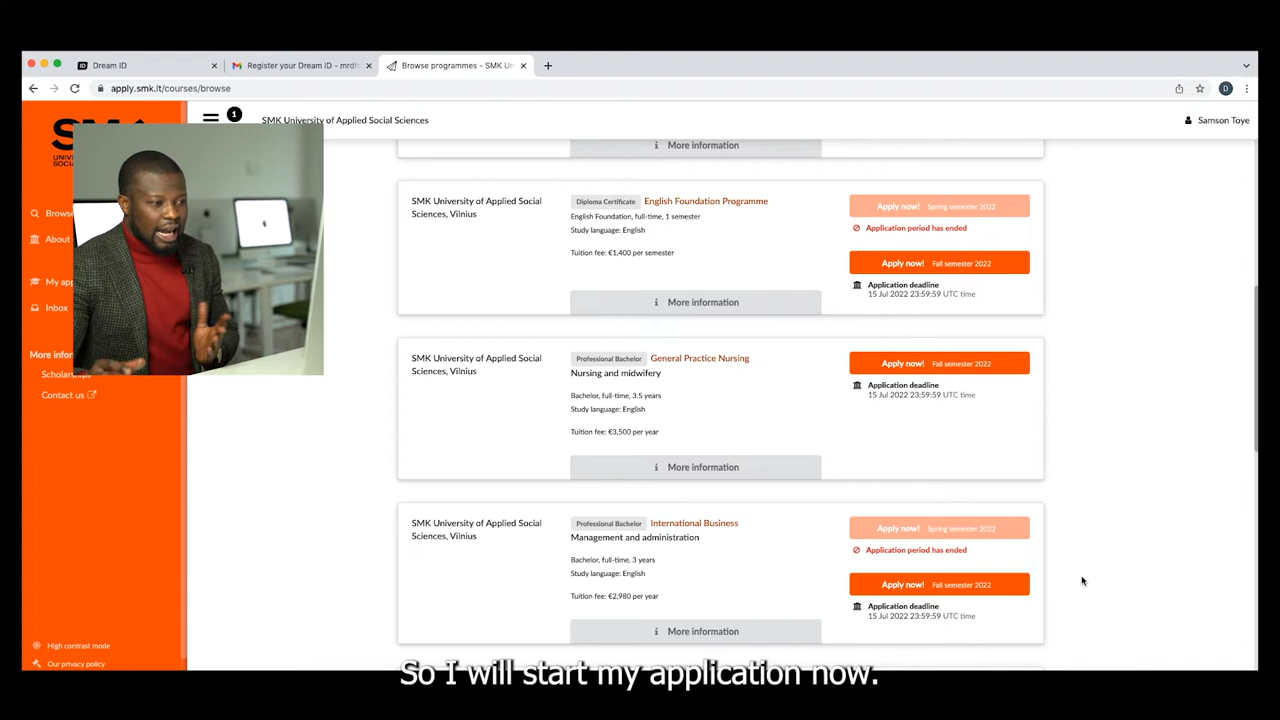 Dream ID
Register your Dream ID - mrdfc
Browse programmes - SMK Un
apply.smk.lt/courses/browse
D
1
SMK University of Applied Social Sciences
Samson Toye
Brows
About
My app
Inbox
More infor
Scholarships
Contact us
High contrast mode
Our privacy policy
More information
SMK University of Applied Social
Sciences, Vilnius
Diploma Certificate English Foundation Programme
English Foundation, full-time, 1 semester
Study language: English
Tuition fee: €1,400 per semester
More information
Apply now! Spring semester 2022
Application period has ended
Apply now! Fall semester 2022
Application deadline
15 Jul 2022 23:59:59 UTC time
SMK University of Applied Social
Sciences, Vilnius
Professional Bachelor General Practice Nursing
Nursing and midwifery
Bachelor, full-time, 3.5 years
Study language: English
Tuition fee: €3,500 per year
More information
Apply now! Fall semester 2022
Application deadline
15 Jul 2022 23:59:59 UTC time
SMK University of Applied Social
Sciences, Vilnius
Professional Bachelor International Business
Management and administration
Bachelor, full-time, 3 years
Study language: English
Tuition fee: €2,980 per year
More information
Apply now! Spring semester 2022
Application period has ended
Apply now! Fall semester 2022
Application deadline
15 Jul 2022 23:59:59 UTC time
So I will start my application now.